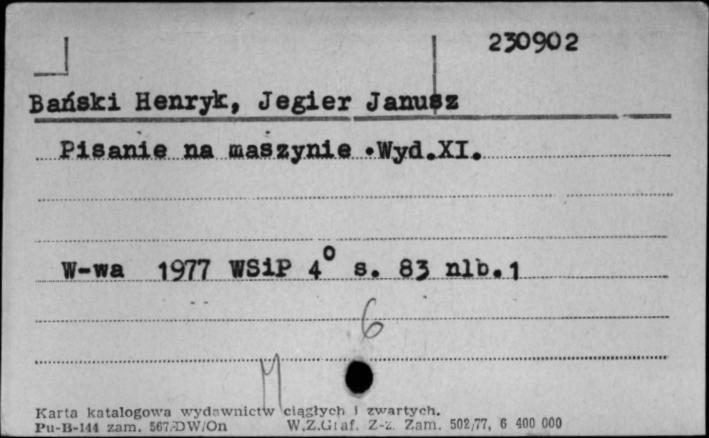 230902
Bański Henryk, Jegier Janusz
Pisanie na maszynie .Wyd.XI.
W-wa 1977 WSiP 4° s. 83 nlb.1
6
M
Karta katalogowa wydawnictw ciągłych i zwartych.
Pu-B-144 zam. 567/DW/On W.Z.Graf. Z-z. Zam. 502/77, 6 400 000